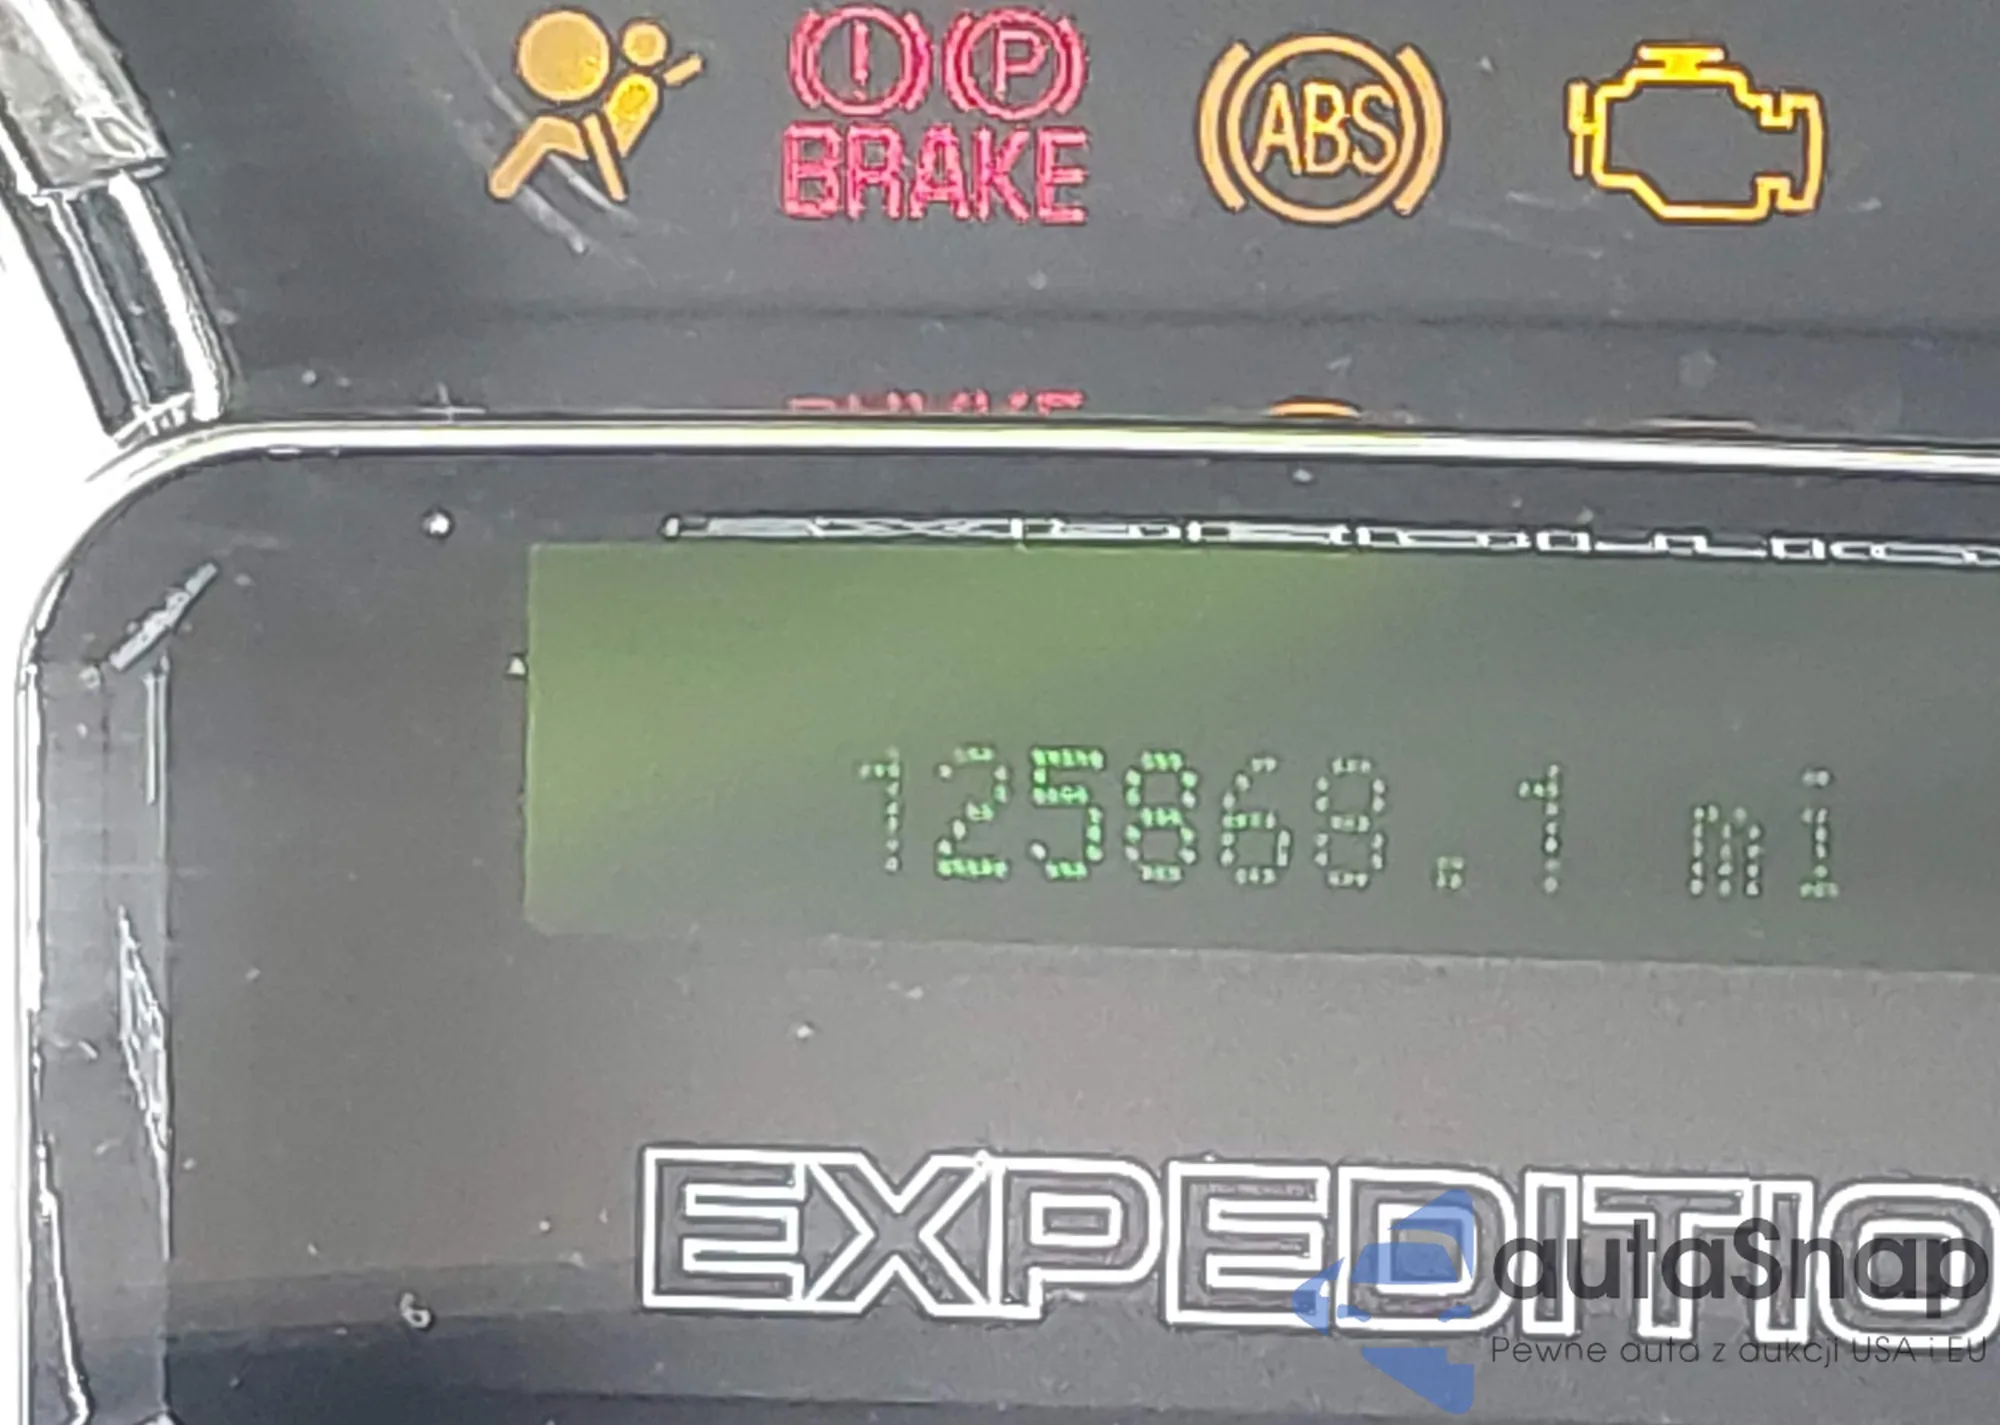 ! P
BRAKE
ABS
125868.1 mi
EXPEDITIO
autaSnap
Pewne auta z aukcji USA i EU